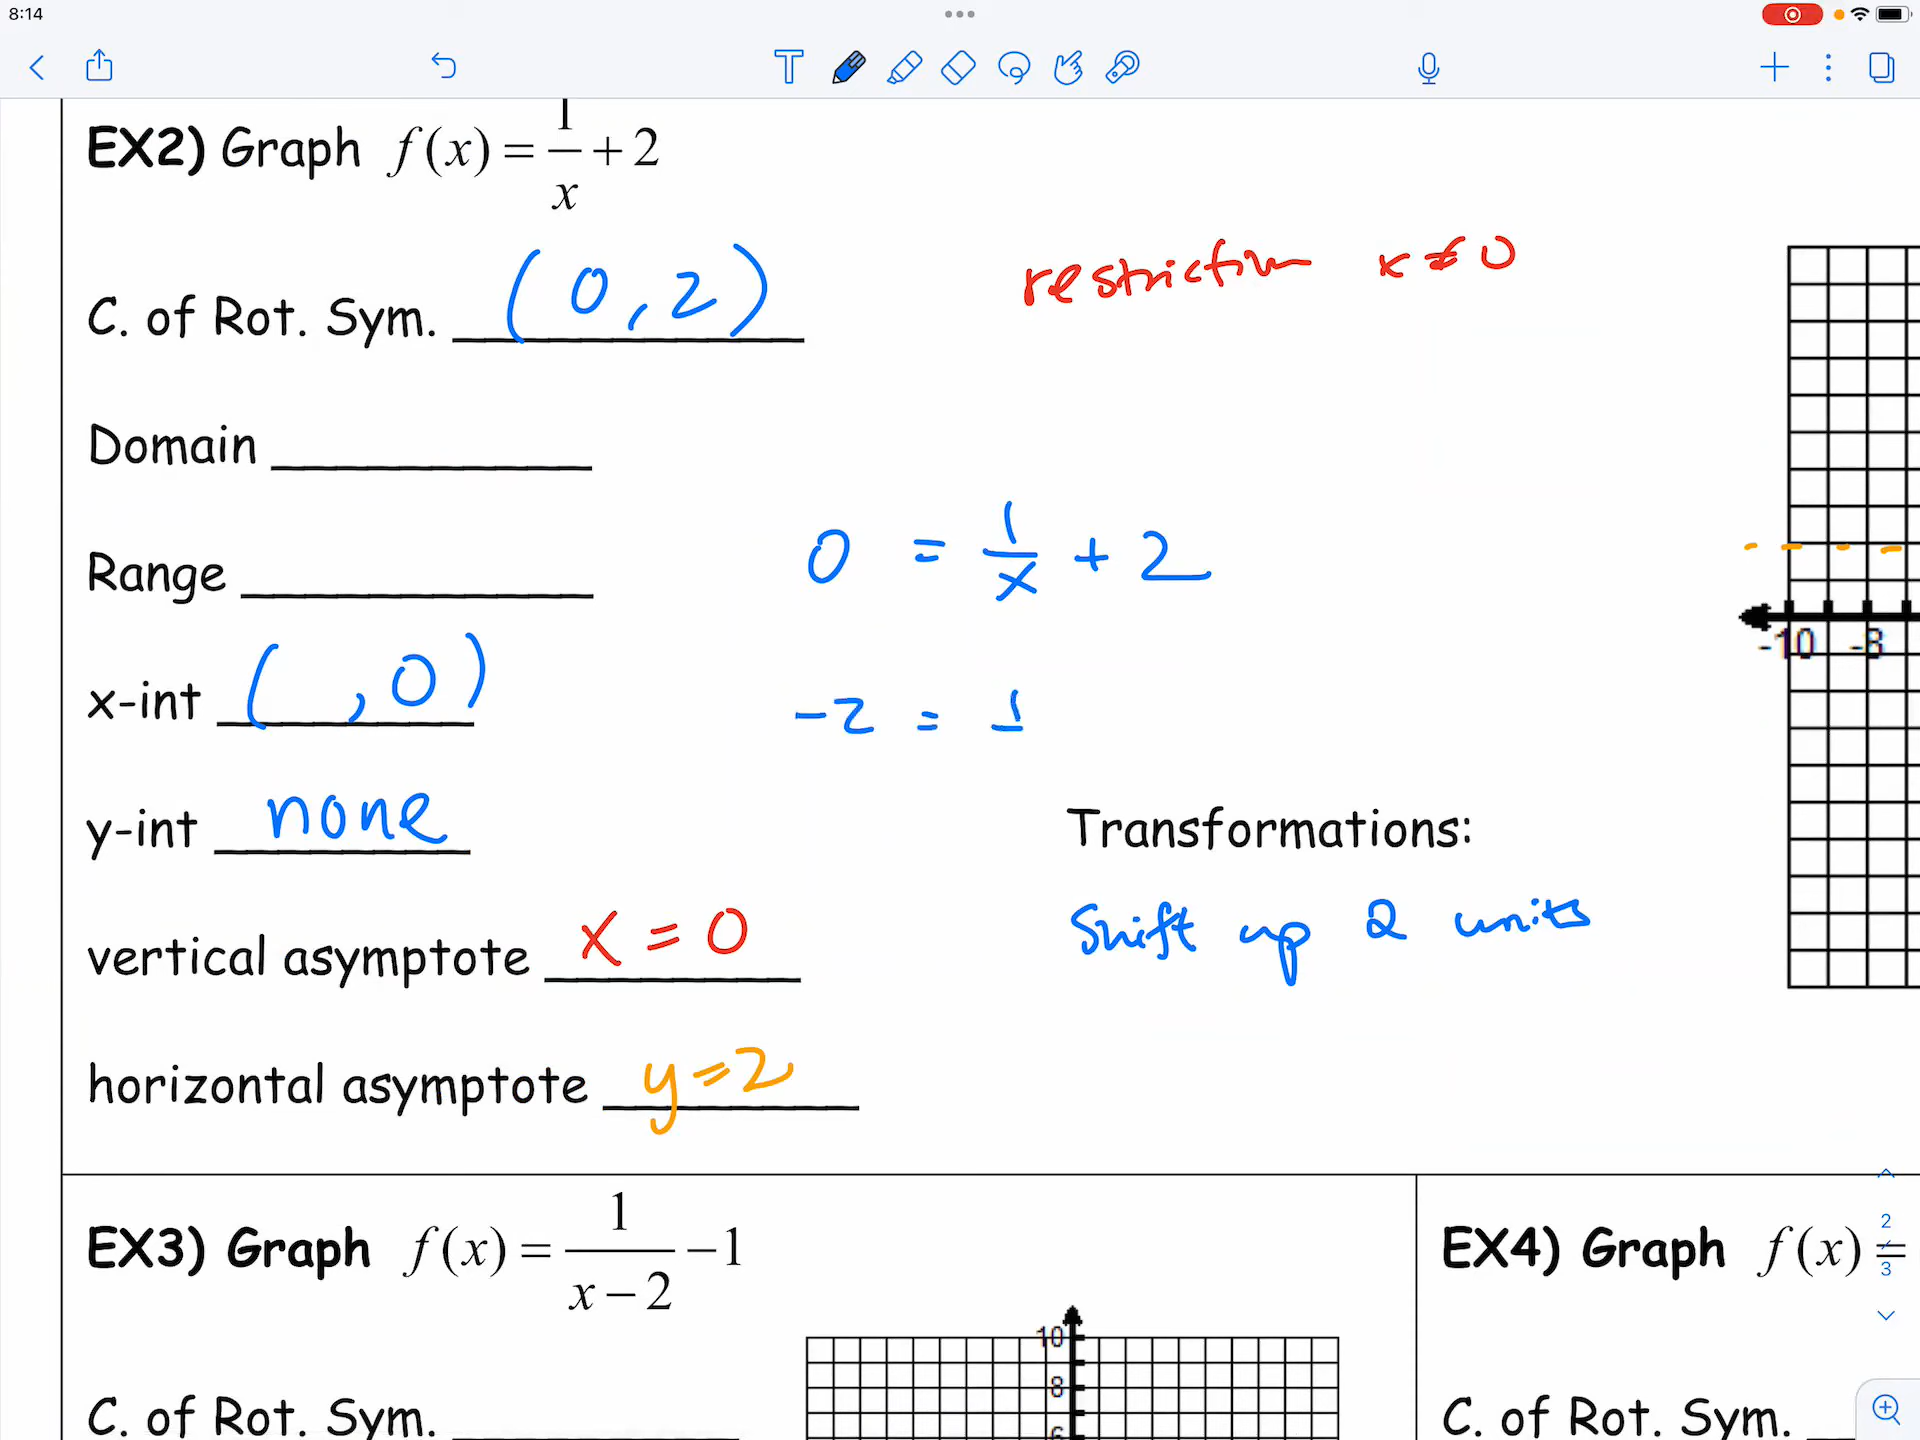 8:14
EX2) Graph f(x) = 1/x + 2
restriction x ≠ 0
C. of Rot. Sym. (0, 2)
Domain
0 = 1/x + 2
Range
-10 -8
x-int ( , 0)
-2 = 1
y-int none
Transformations:
Shift up 2 units
vertical asymptote x = 0
horizontal asymptote y = 2
EX3) Graph f(x) = 1/(x - 2) - 1
EX4) Graph f(x) =
2/3
10
8
6
C. of Rot. Sym.
C. of Rot. Sym.